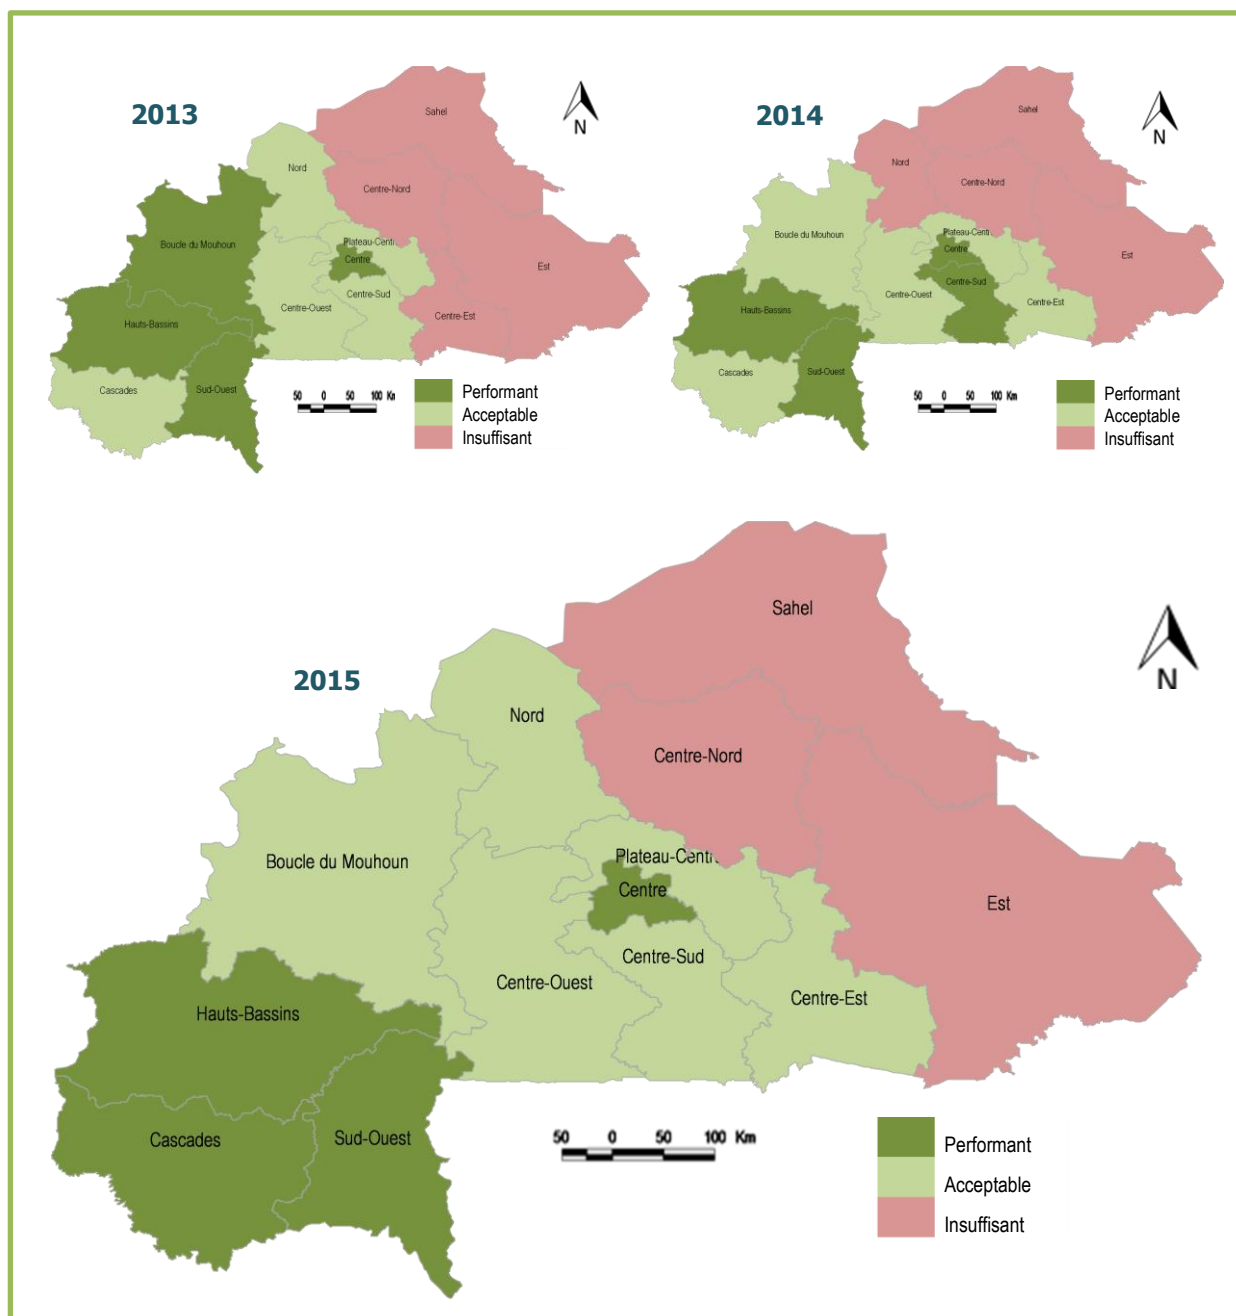 2013
N
Sahel
Nord
Centre-Nord
Boucle du Mouhoun
Plateau-Centr
Centre
Est
Centre-Sud
Centre-Ouest
Centre-Est
Hauts-Bassins
Cascades
Sud-Ouest
50 0 50 100 Km
Performant
Acceptable
Insuffisant
2014
N
Sahel
Nord
Centre-Nord
Boucle du Mouhoun
Plateau-Centr
Centre
Est
Centre-Sud
Centre-Ouest
Centre-Est
Hauts-Bassins
Cascades
Sud-Ouest
50 0 50 100 Km
Performant
Acceptable
Insuffisant
2015
N
Sahel
Nord
Centre-Nord
Boucle du Mouhoun
Plateau-Centr
Centre
Est
Centre-Sud
Centre-Ouest
Centre-Est
Hauts-Bassins
Cascades
Sud-Ouest
50 0 50 100 Km
Performant
Acceptable
Insuffisant